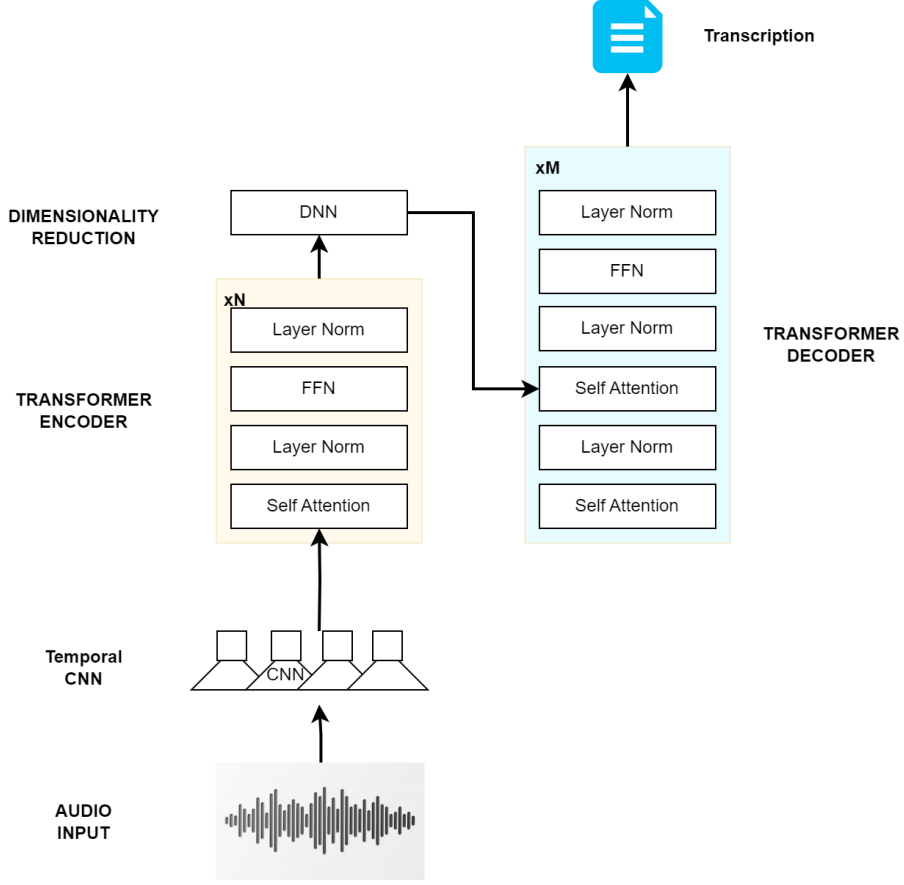 Transcription
xM
Layer Norm
FFN
Layer Norm
Self Attention
Layer Norm
Self Attention
TRANSFORMER
DECODER
DIMENSIONALITY
REDUCTION
DNN
xN
Layer Norm
FFN
Layer Norm
Self Attention
TRANSFORMER
ENCODER
Temporal
CNN
CNN
AUDIO
INPUT